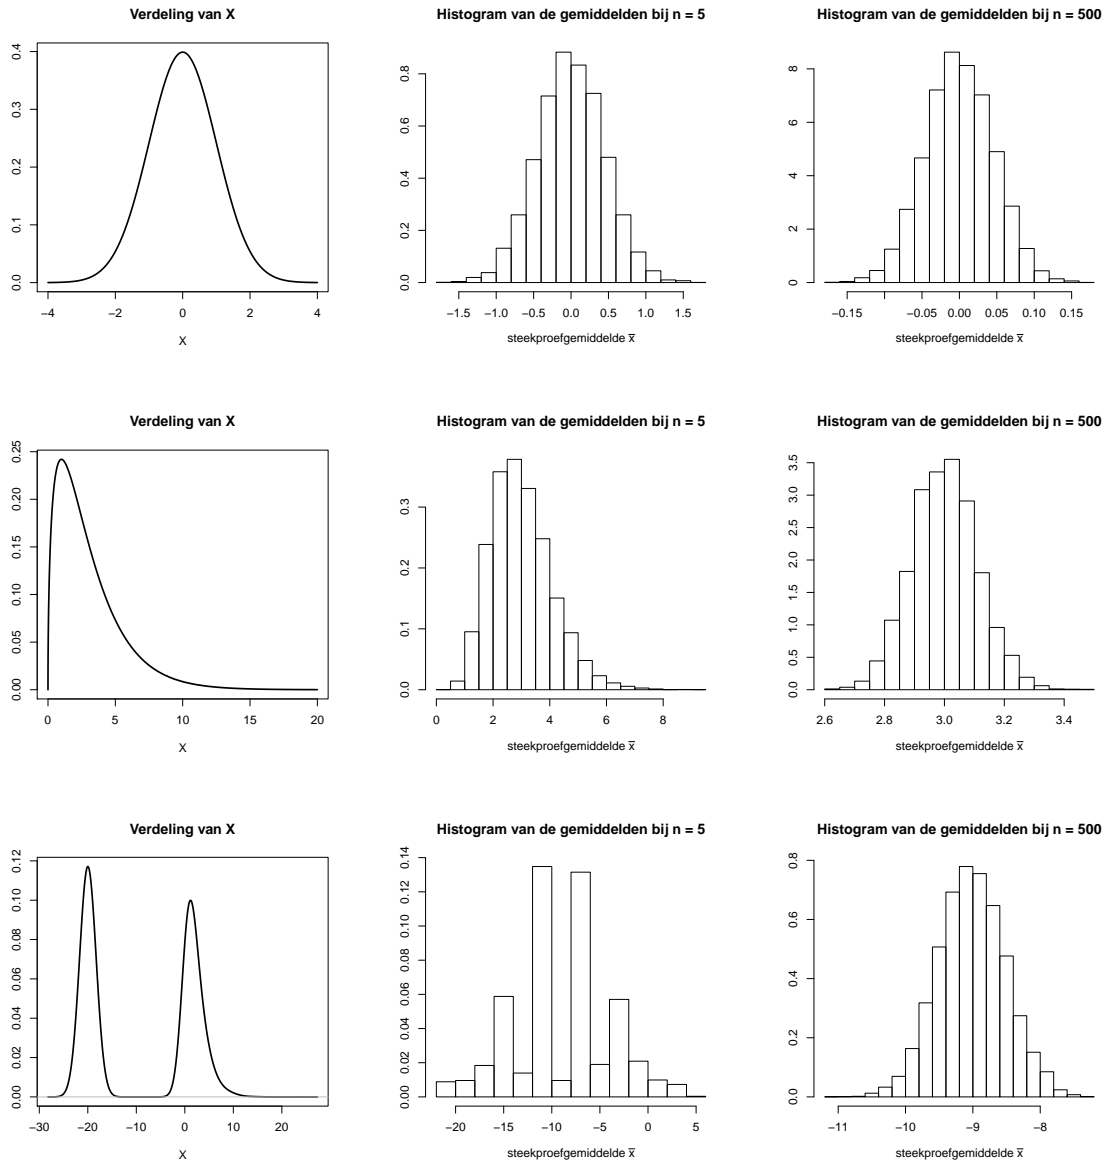 Verdeling van X
Histogram van de gemiddelden bij n = 5
Histogram van de gemiddelden bij n = 500
0.0 0.1 0.2 0.3 0.4
−4 −2 0 2 4
X
0.0 0.2 0.4 0.6 0.8
−1.5 −1.0 −0.5 0.0 0.5 1.0 1.5
steekproefgemiddelde x̅
0 2 4 6 8
−0.15 −0.05 0.00 0.05 0.10 0.15
steekproefgemiddelde x̅
Verdeling van X
Histogram van de gemiddelden bij n = 5
Histogram van de gemiddelden bij n = 500
0.00 0.05 0.10 0.15 0.20 0.25
0 5 10 15 20
X
0.0 0.1 0.2 0.3
0 2 4 6 8
steekproefgemiddelde x̅
0.0 0.5 1.0 1.5 2.0 2.5 3.0 3.5
2.6 2.8 3.0 3.2 3.4
steekproefgemiddelde x̅
Verdeling van X
Histogram van de gemiddelden bij n = 5
Histogram van de gemiddelden bij n = 500
0.00 0.02 0.04 0.06 0.08 0.10 0.12
−30 −20 −10 0 10 20
X
0.00 0.02 0.04 0.06 0.08 0.10 0.12 0.14
−20 −15 −10 −5 0 5
steekproefgemiddelde x̅
0.0 0.2 0.4 0.6 0.8
−11 −10 −9 −8
steekproefgemiddelde x̅